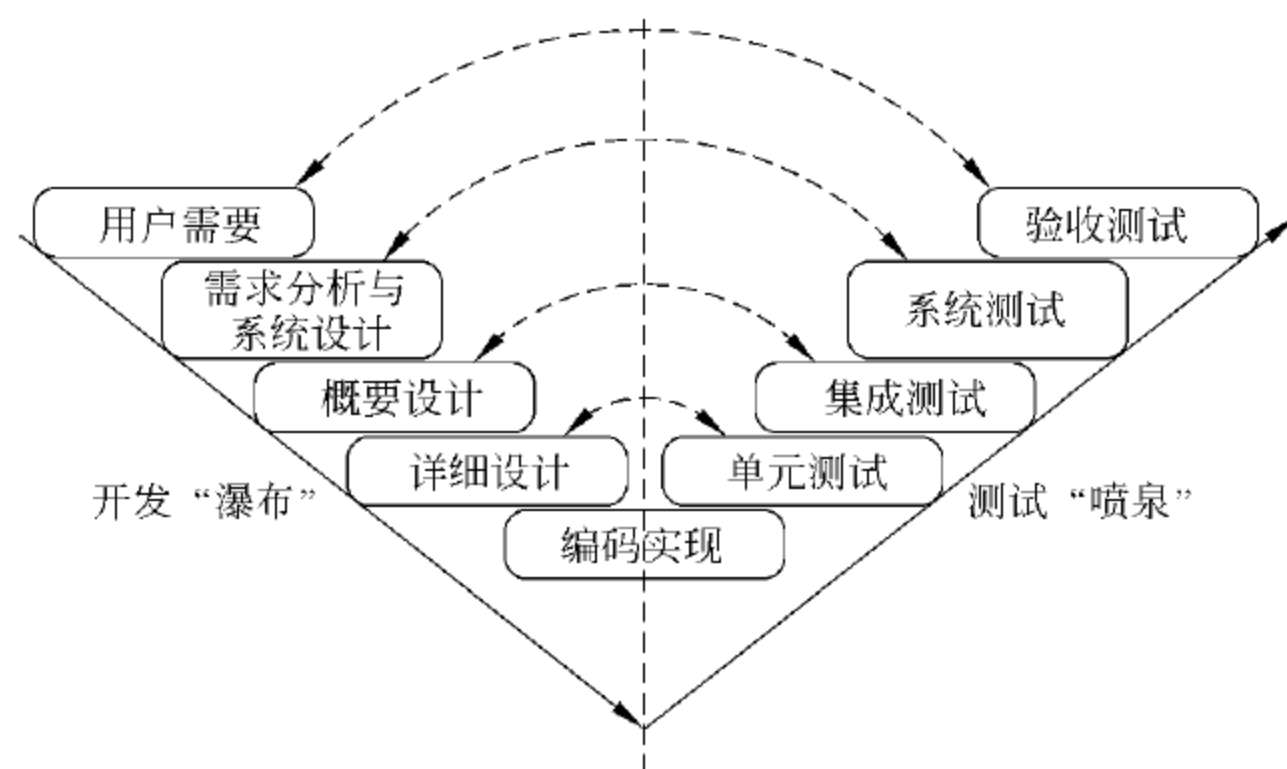 用户需要
验收测试
需求分析与
系统设计
系统测试
概要设计
集成测试
详细设计
单元测试
开发“瀑布”
测试“喷泉”
编码实现